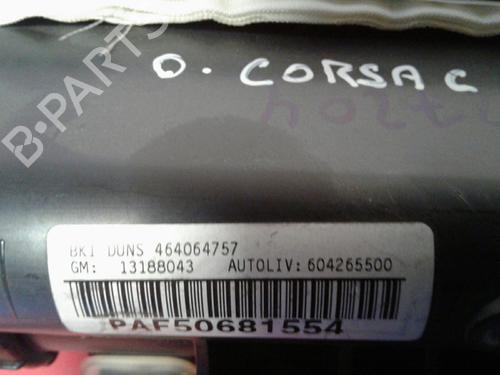 O. CORSA C
B-PARTS
BKI DUNS 464064757
GM: 13188043 AUTOLIV: 604265500
PAF50681554